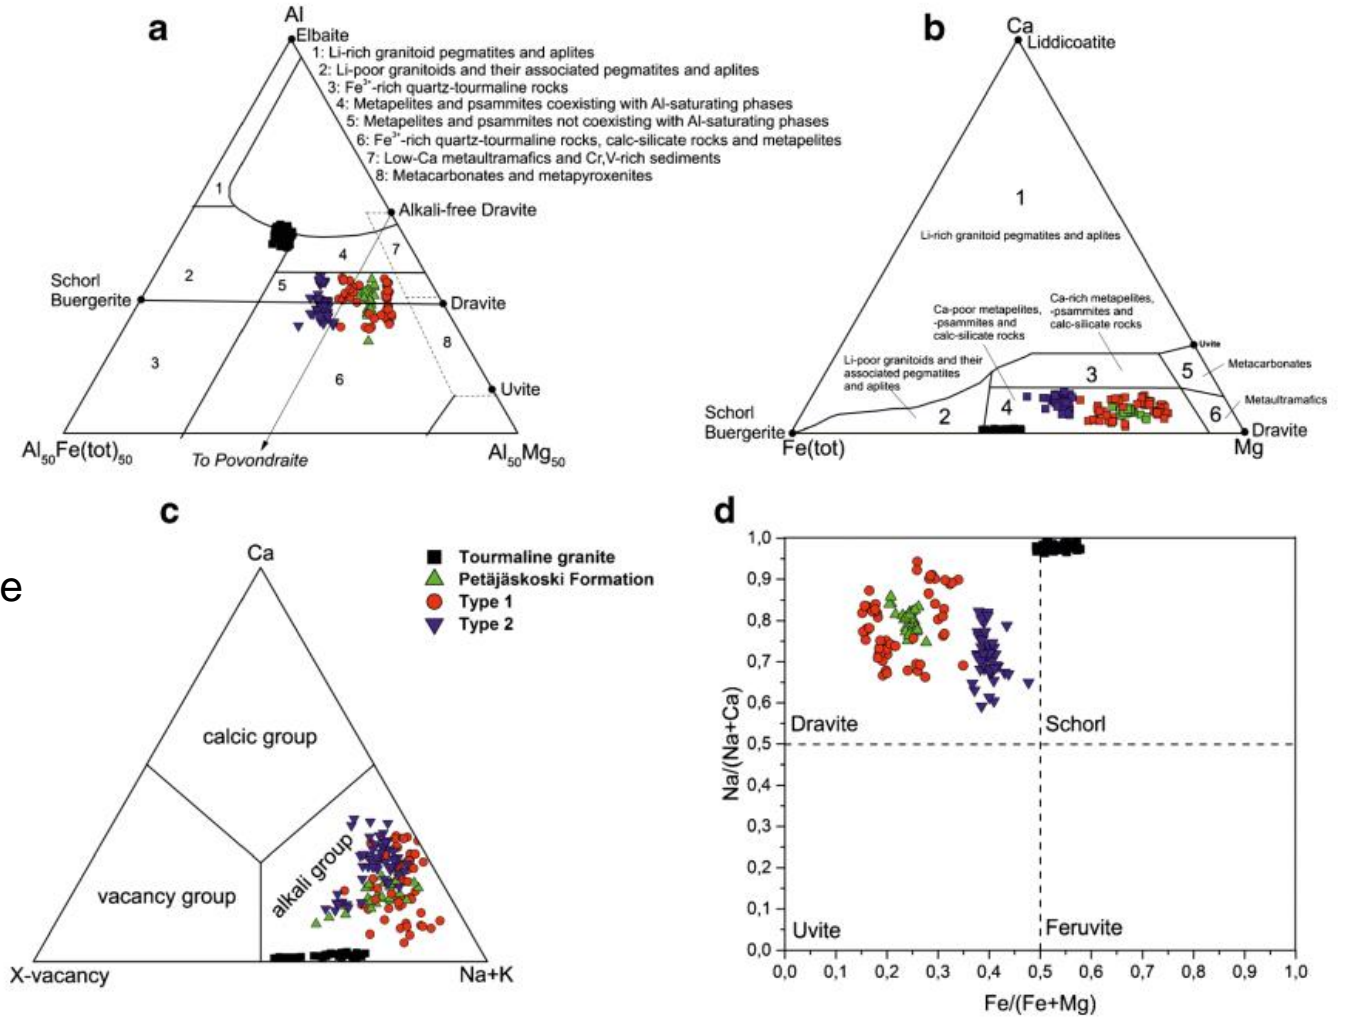 a
Al
Elbaite
1: Li-rich granitoid pegmatites and aplites
2: Li-poor granitoids and their associated pegmatites and aplites
3: Fe³⁺-rich quartz-tourmaline rocks
4: Metapelites and psammites coexisting with Al-saturating phases
5: Metapelites and psammites not coexisting with Al-saturating phases
6: Fe³⁺-rich quartz-tourmaline rocks, calc-silicate rocks and metapelites
7: Low-Ca metaultramafics and Cr,V-rich sediments
8: Metacarbonates and metapyroxenites
1
Alkali-free Dravite
4
7
2
5
Schorl
Buergerite
Dravite
3
8
6
Uvite
Al₅₀Fe(tot)₅₀
To Povondraite
Al₅₀Mg₅₀
b
Ca
Liddicoatite
1
Li-rich granitoid pegmatites and aplites
Ca-poor metapelites,
-psammites and
calc-silicate rocks
Ca-rich metapelites,
-psammites and
calc-silicate rocks
Uvite
Li-poor granitoids and their
associated pegmatites
and aplites
Metacarbonates
3
5
Metaultramafics
2
4
6
Schorl
Buergerite
Dravite
Fe(tot)
Mg
c
e
Ca
Tourmaline granite
Petäjäskoski Formation
Type 1
Type 2
calcic group
vacancy group
alkali group
X-vacancy
Na+K
d
1,0
0,9
0,8
0,7
0,6
0,5
0,4
0,3
0,2
0,1
0,0
Na/(Na+Ca)
Dravite
Schorl
Uvite
Feruvite
0,0 0,1 0,2 0,3 0,4 0,5 0,6 0,7 0,8 0,9 1,0
Fe/(Fe+Mg)